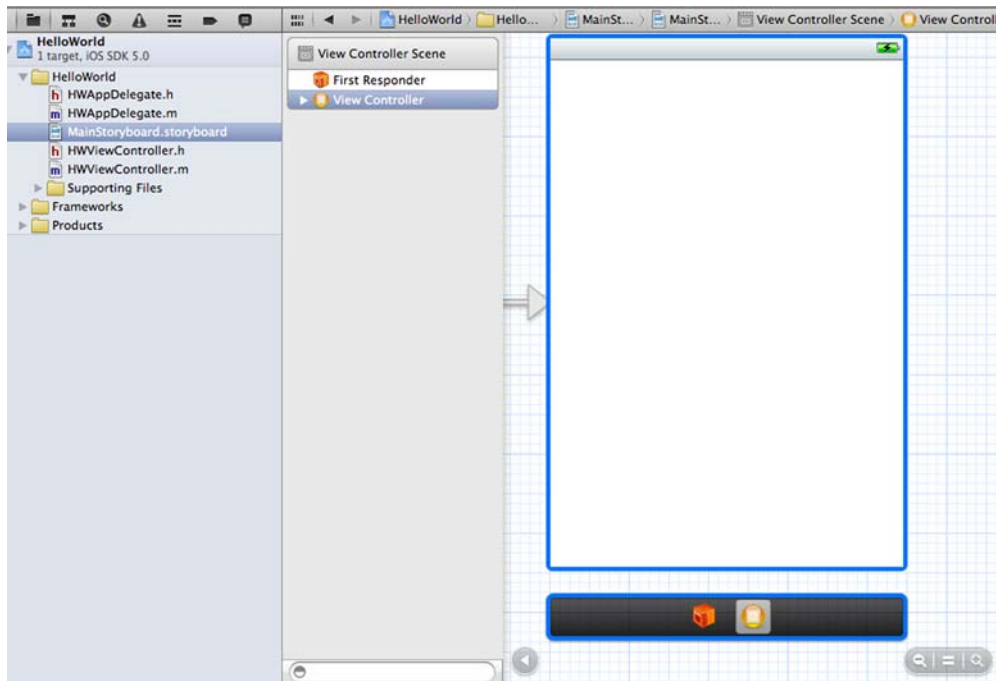 HelloWorld
1 target, iOS SDK 5.0
HelloWorld
h HWAppDelegate.h
m HWAppDelegate.m
MainStoryboard.storyboard
h HWViewController.h
m HWViewController.m
Supporting Files
Frameworks
Products
HelloWorld Hello... MainSt... MainSt... View Controller Scene View Control
View Controller Scene
First Responder
View Controller